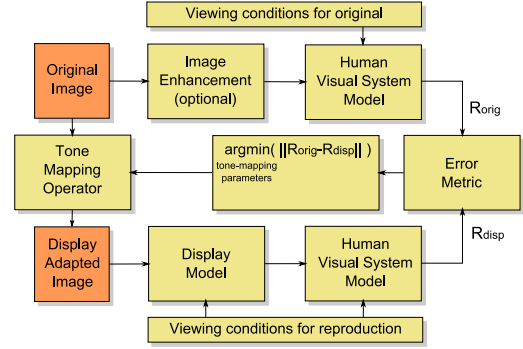 Viewing conditions for original
Original
Image
Image
Enhancement
(optional)
Human
Visual System
Model
Rorig
Tone
Mapping
Operator
argmin( ||Rorig-Rdisp|| )
tone-mapping
parameters
Error
Metric
Rdisp
Display
Adapted
Image
Display
Model
Human
Visual System
Model
Viewing conditions for reproduction